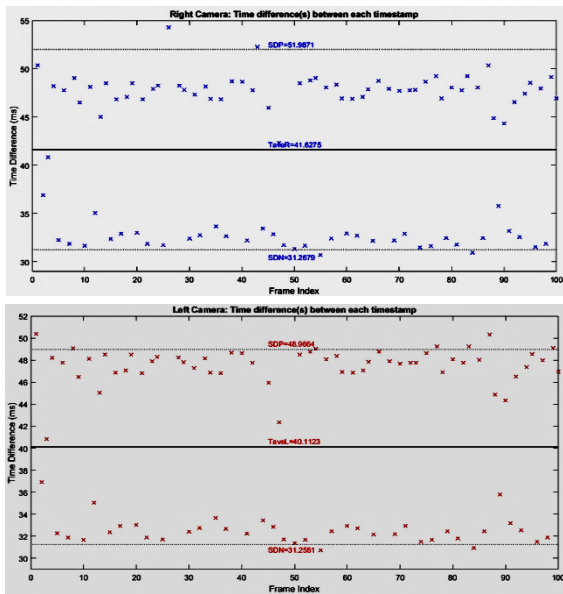 Right Camera: Time difference(s) between each timestamp
55
SDP=51.9871
50
45
TaveR=41.6275
40
35
SDN=31.2679
30
Time Difference (ms)
0 10 20 30 40 50 60 70 80 90 100
Frame Index
Left Camera: Time difference(s) between each timestamp
52
50
SDP=48.9664
48
46
44
42
TaveL=40.1123
40
38
36
34
32
SDN=31.2581
30
Time Difference (ms)
0 10 20 30 40 50 60 70 80 90 100
Frame Index